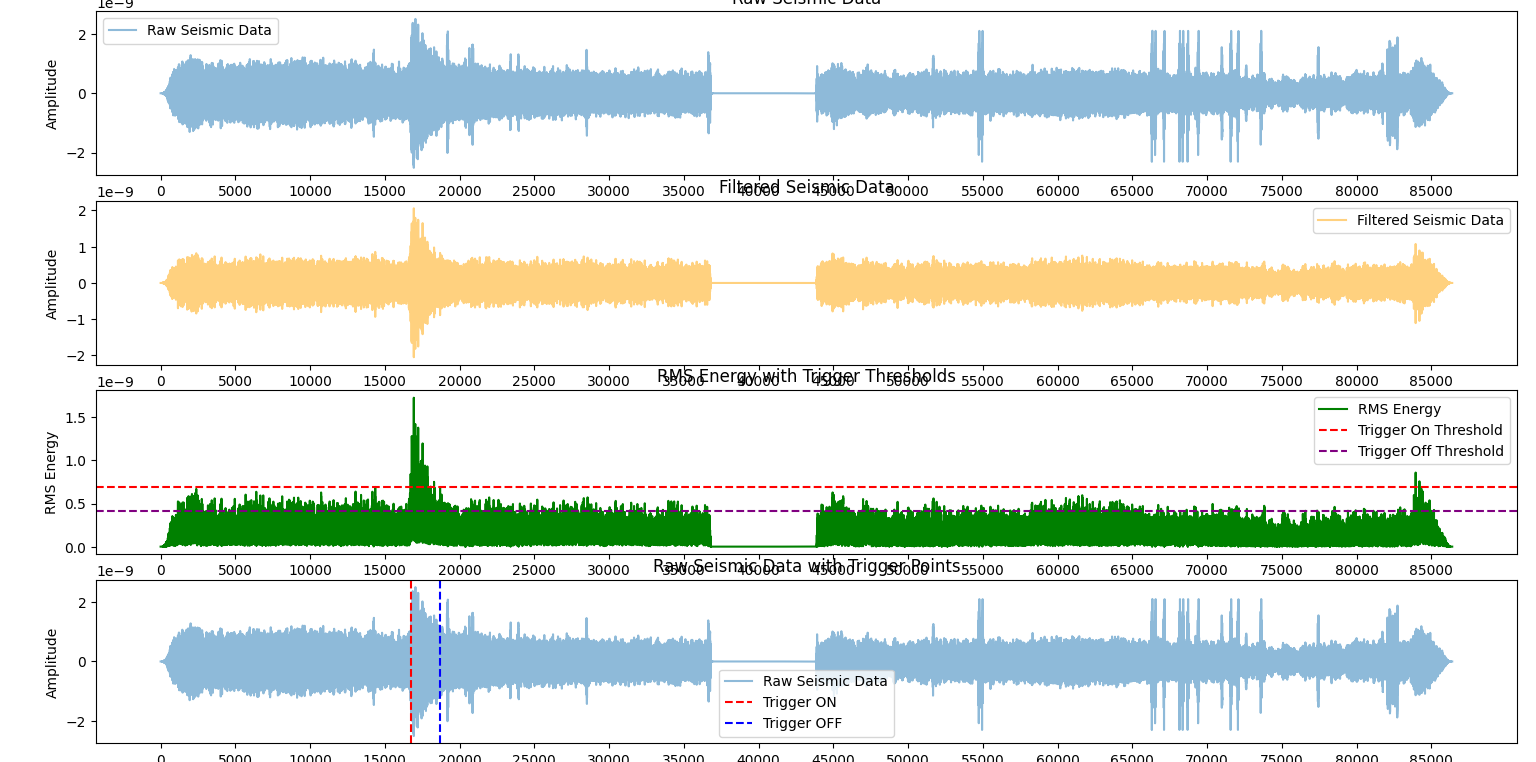 Raw Seismic Data
1e−9
Raw Seismic Data
Amplitude
2
0
−2
0 5000 10000 15000 20000 25000 30000 35000 40000 45000 50000 55000 60000 65000 70000 75000 80000 85000
1e−9
Filtered Seismic Data
Filtered Seismic Data
Amplitude
2
1
0
−1
−2
0 5000 10000 15000 20000 25000 30000 35000 40000 45000 50000 55000 60000 65000 70000 75000 80000 85000
1e−9
RMS Energy with Trigger Thresholds
RMS Energy
Trigger On Threshold
Trigger Off Threshold
RMS Energy
1.5
1.0
0.5
0.0
0 5000 10000 15000 20000 25000 30000 35000 40000 45000 50000 55000 60000 65000 70000 75000 80000 85000
1e−9
Raw Seismic Data with Trigger Points
Amplitude
2
0
−2
Raw Seismic Data
Trigger ON
Trigger OFF
0 5000 10000 15000 20000 25000 30000 35000 40000 45000 50000 55000 60000 65000 70000 75000 80000 85000